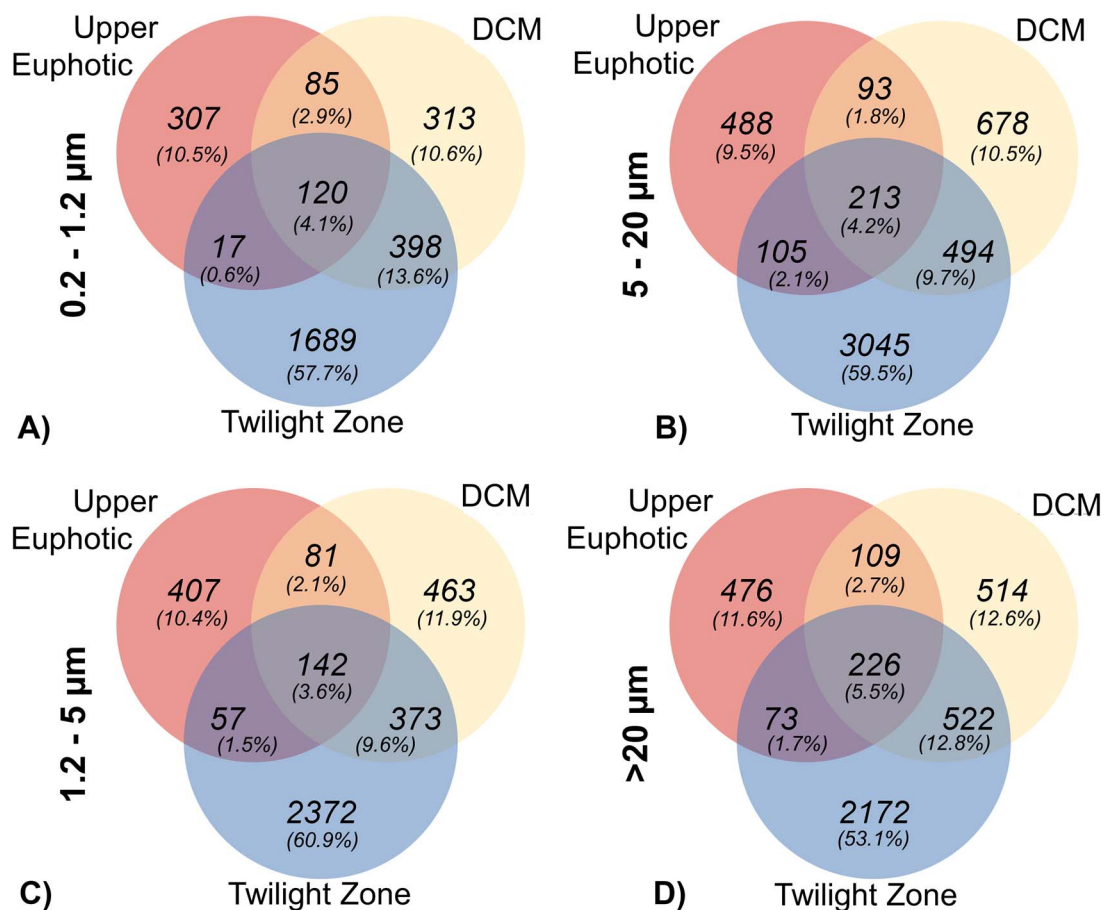 Upper
Euphotic
DCM
85
(2.9%)
307
(10.5%)
313
(10.6%)
120
(4.1%)
17
(0.6%)
398
(13.6%)
1689
(57.7%)
0.2 - 1.2 µm
A)
Twilight Zone
Upper
Euphotic
DCM
93
(1.8%)
488
(9.5%)
678
(10.5%)
213
(4.2%)
105
(2.1%)
494
(9.7%)
3045
(59.5%)
5 - 20 µm
B)
Twilight Zone
Upper
Euphotic
DCM
81
(2.1%)
407
(10.4%)
463
(11.9%)
142
(3.6%)
57
(1.5%)
373
(9.6%)
2372
(60.9%)
1.2 - 5 µm
C)
Twilight Zone
Upper
Euphotic
DCM
109
(2.7%)
476
(11.6%)
514
(12.6%)
226
(5.5%)
73
(1.7%)
522
(12.8%)
2172
(53.1%)
>20 µm
D)
Twilight Zone